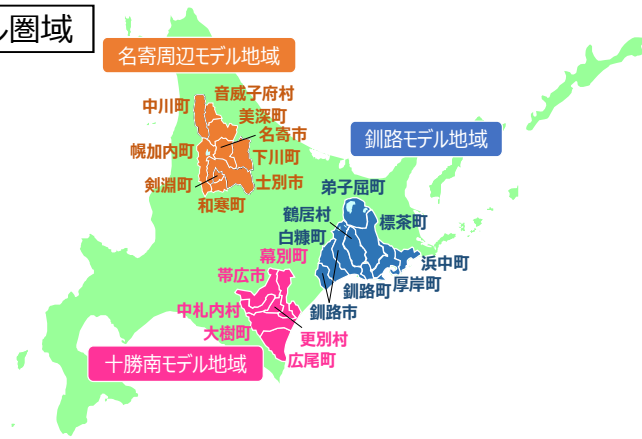 ル圏域
名寄周辺モデル地域
中川町
音威子府村
美深町
名寄市
幌加内町
下川町
剣淵町
士別市
和寒町
釧路モデル地域
弟子屈町
鶴居村
標茶町
白糠町
浜中町
厚岸町
釧路町
釧路市
幕別町
帯広市
中札内村
大樹町
更別村
広尾町
十勝南モデル地域